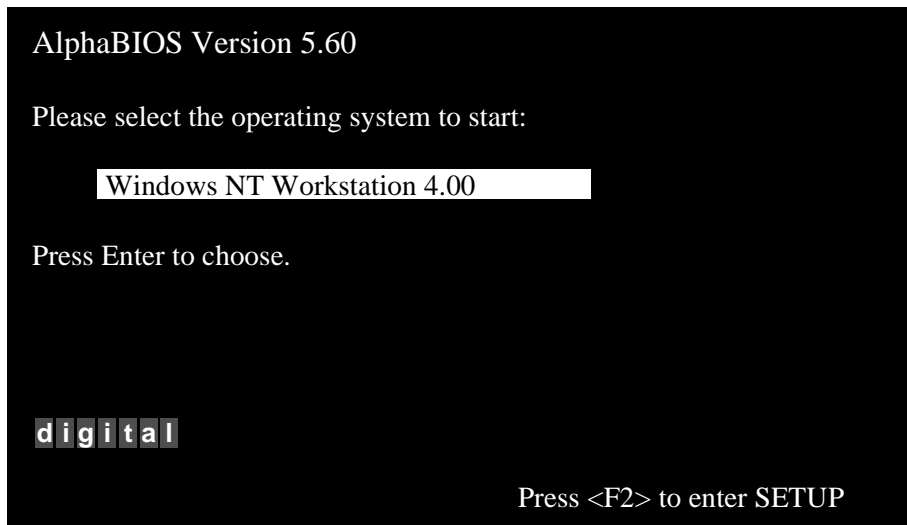 AlphaBIOS Version 5.60
Please select the operating system to start:
Windows NT Workstation 4.00
Press Enter to choose.
digital
Press <F2> to enter SETUP